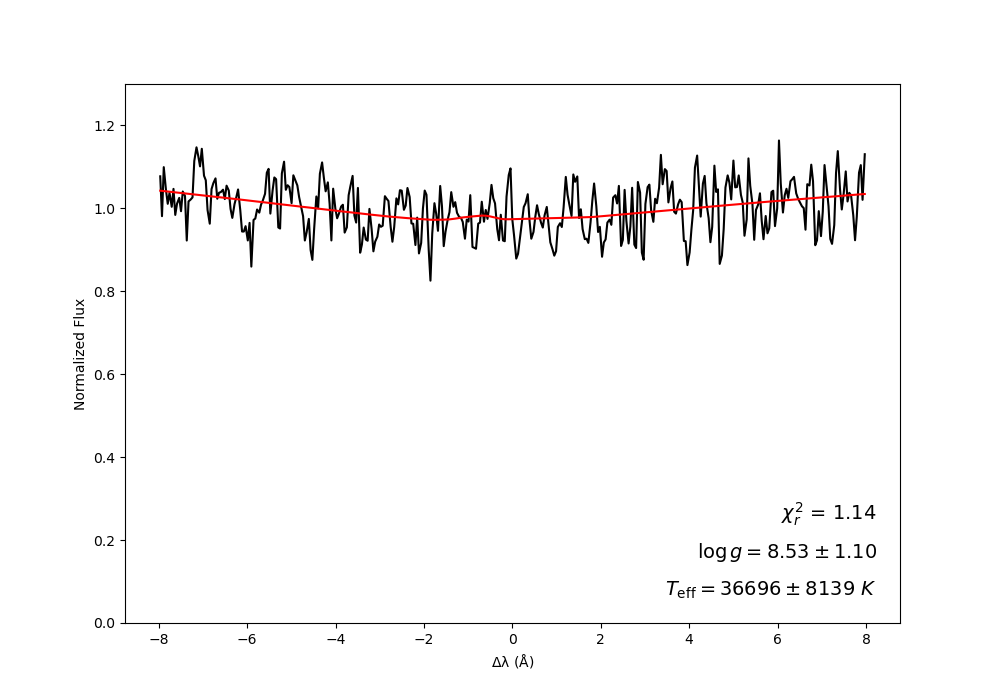 1.2
1.0
0.8
0.6
0.4
0.2
0.0
Normalized Flux
χ²ᵣ = 1.14
log g = 8.53 ± 1.10
T_eff = 36696 ± 8139 K
−8 −6 −4 −2 0 2 4 6 8
Δλ (Å)